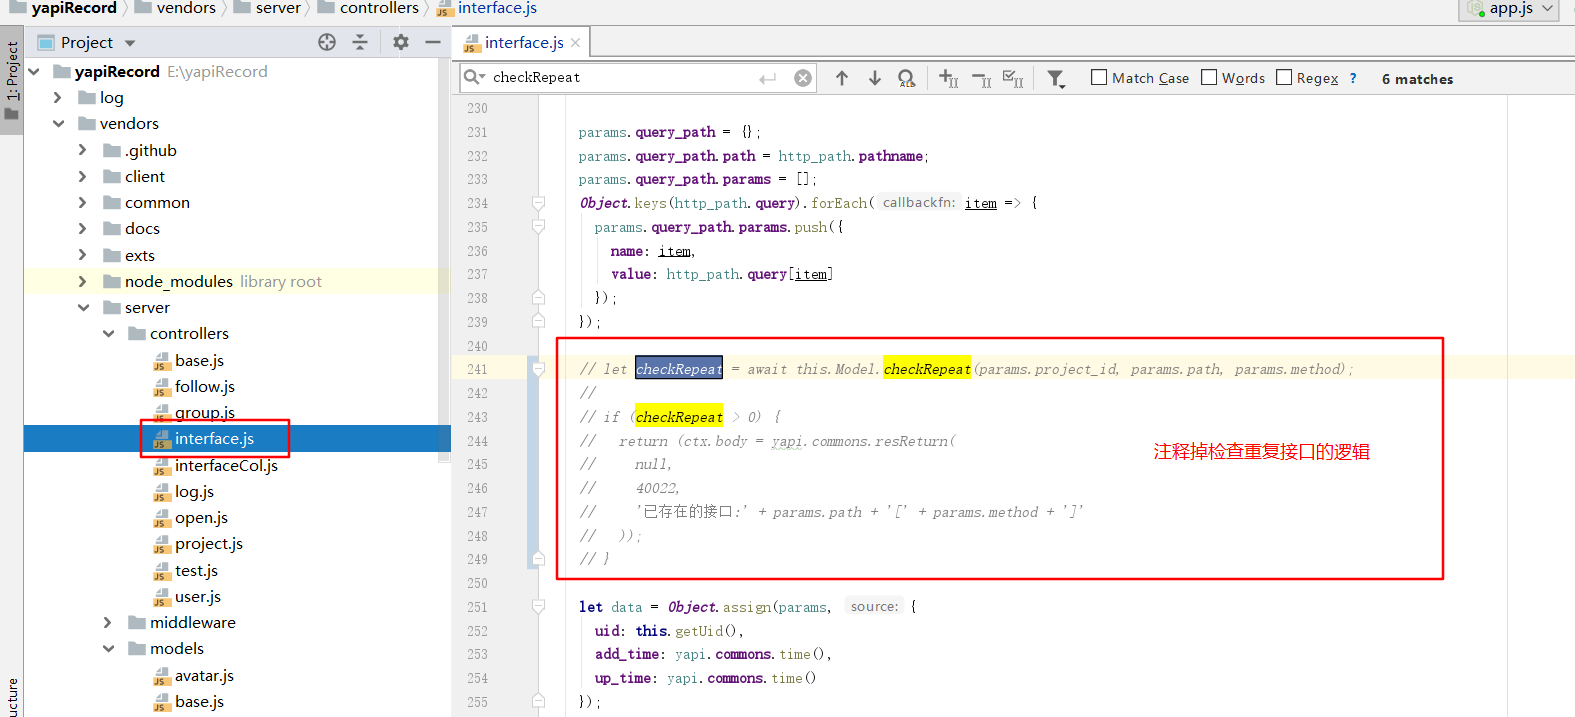 yapiRecord vendors server controllers interface.js app.js
Project interface.js
1: Project
checkRepeat Match Case Words Regex ? 6 matches
yapiRecord E:\yapiRecord
log
vendors
.github
client
common
docs
exts
node_modules library root
server
controllers
base.js
follow.js
group.js
interface.js
interfaceCol.js
log.js
open.js
project.js
test.js
user.js
middleware
models
avatar.js
base.js
ucture
230
231 params.query_path = {};
232 params.query_path.path = http_path.pathname;
233 params.query_path.params = [];
234 Object.keys(http_path.query).forEach( callbackfn: item => {
235 params.query_path.params.push({
236 name: item,
237 value: http_path.query[item]
238 });
239 });
240
241 // let checkRepeat = await this.Model.checkRepeat(params.project_id, params.path, params.method);
242 //
243 // if (checkRepeat > 0) {
244 // return (ctx.body = yapi.commons.resReturn(
245 // null,
246 // 40022,
247 // '已存在的接口:' + params.path + '[' + params.method + ']'
248 // ));
249 // }
注释掉检查重复接口的逻辑
250
251 let data = Object.assign(params, source: {
252 uid: this.getUid(),
253 add_time: yapi.commons.time(),
254 up_time: yapi.commons.time()
255 });